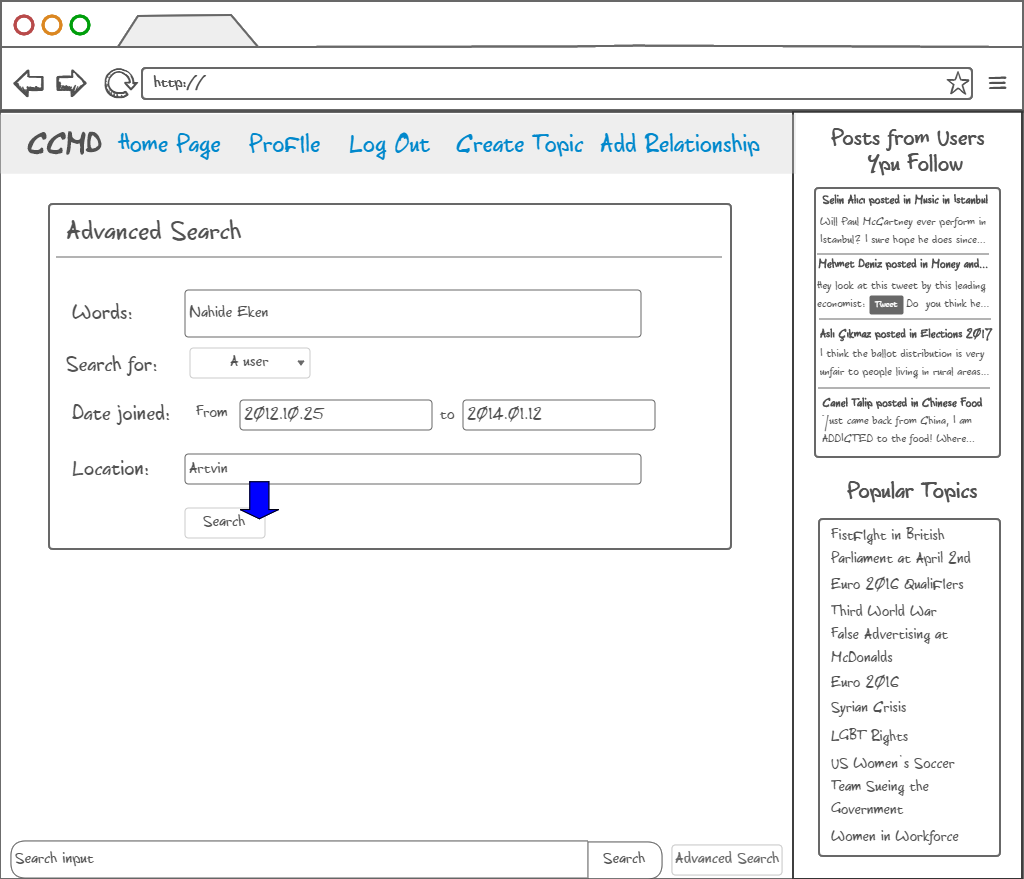 http://
CCMD Home Page ProFIle Log Out Create Topic Add Relationship
Advanced Search
Words: Nahide Eken
Search for: A user
Date joined: From 2012.10.25 to 2014.01.12
Location: Artvin
Search
Search input Search Advanced Search
Posts from Users
Ypu Follow
Selin Alıcı posted in Music in Istanbul
Will Paul McCartney ever perform in
Istanbul? I sure hope he does since...
Mehmet Deniz posted in Money and...
Hey look at this tweet by this leading
economist: Tweet Do you think he...
Aslı Çıkmaz posted in Elections 2017
I think the ballot distribution is very
unfair to people living in rural areas...
Canel Talip posted in Chinese Food
Just came back from China, I am
ADDICTED to the food! Where...
Popular Topics
FistFIght in British
Parliament at April 2nd
Euro 2016 QualiFIers
Third World War
False Advertising at
McDonalds
Euro 2016
Syrian Crisis
LGBT Rights
US Women's Soccer
Team Sueing the
Government
Women in Workforce